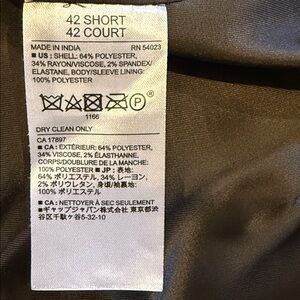 42 SHORT
42 COURT
MADE IN INDIA RN 54023
■ US : SHELL: 64% POLYESTER,
34% RAYON/VISCOSE, 2% SPANDEX/
ELASTANE, BODY/SLEEVE LINING:
100% POLYESTER
P
1166
DRY CLEAN ONLY
CA 17897
■ CA : EXTÉRIEUR: 64% POLYESTER,
34% VISCOSE, 2% ÉLASTHANNE,
CORPS/DOUBLURE DE LA MANCHE:
100% POLYESTER ■ JP : 表地:
64% ポリエステル, 34% レーヨン,
2% ポリウレタン, 身頃/袖裏地:
100% ポリエステル
■ CA : NETTOYER À SEC SEULEMENT
■ギャップジャパン株式会社 東京都渋
谷区千駄ヶ谷5-32-10